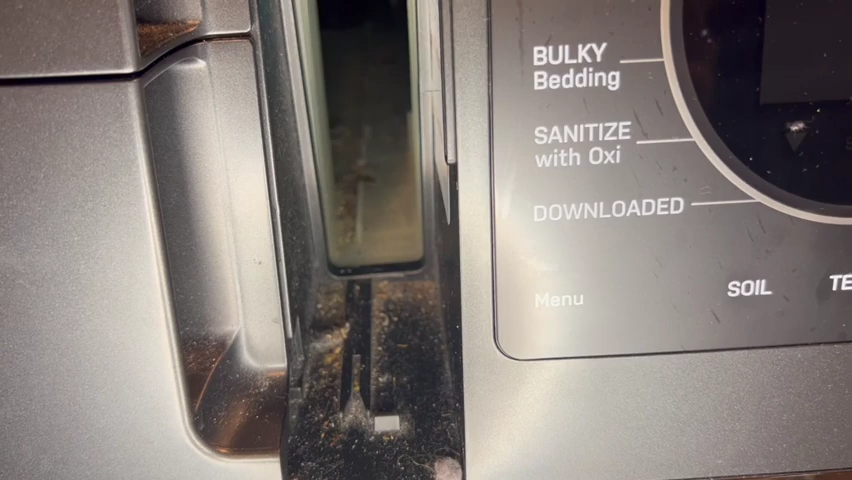 BULKY
Bedding
SANITIZE
with Oxi
DOWNLOADED
Menu
SOIL